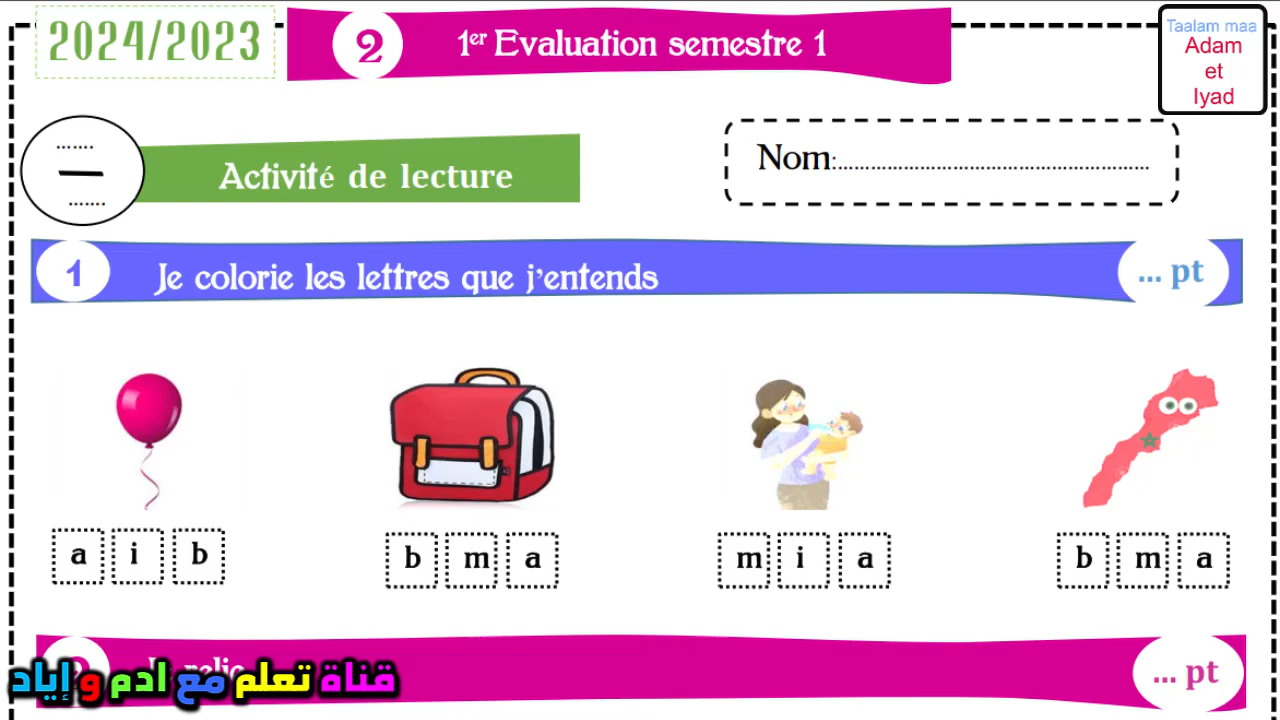 2024/2023
2
1er Evaluation semestre 1
Taalam maa
Adam
et
Iyad
.......
.......
Activité de lecture
Nom:......................................................
1
Je colorie les lettres que j’entends
... pt
a i b
b m a
m i a
b m a
relie
... pt
قناة تعلم مع ادم و إياد